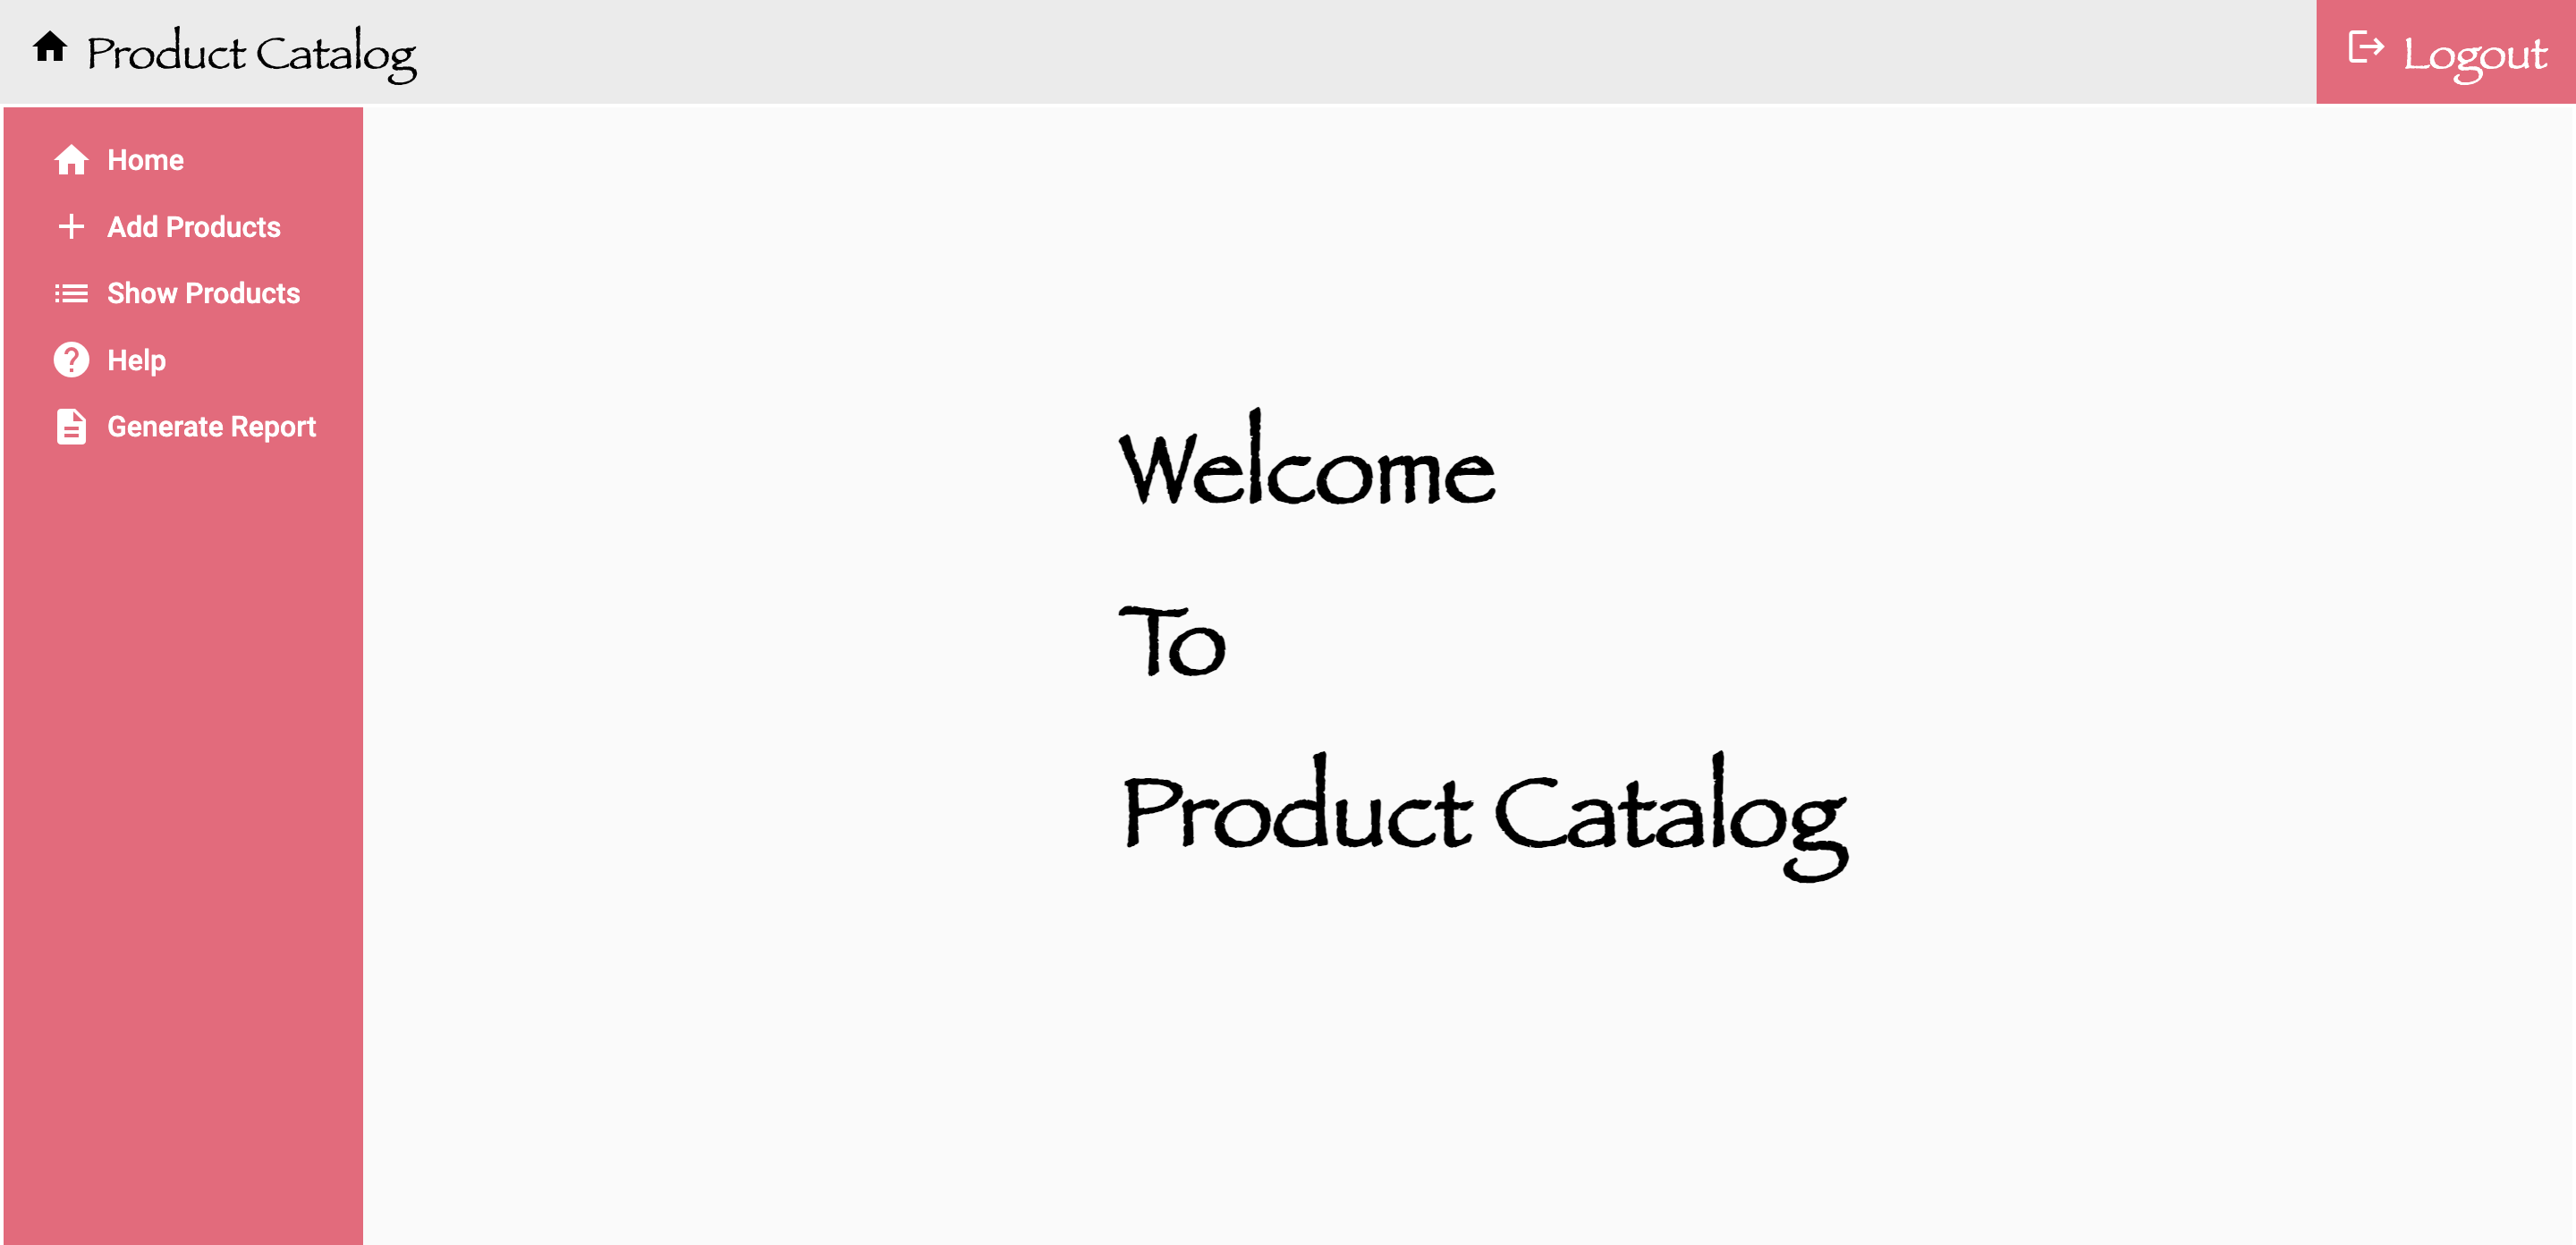 Product Catalog
Logout
Home
Add Products
Show Products
Help
Generate Report
Welcome
To
Product Catalog